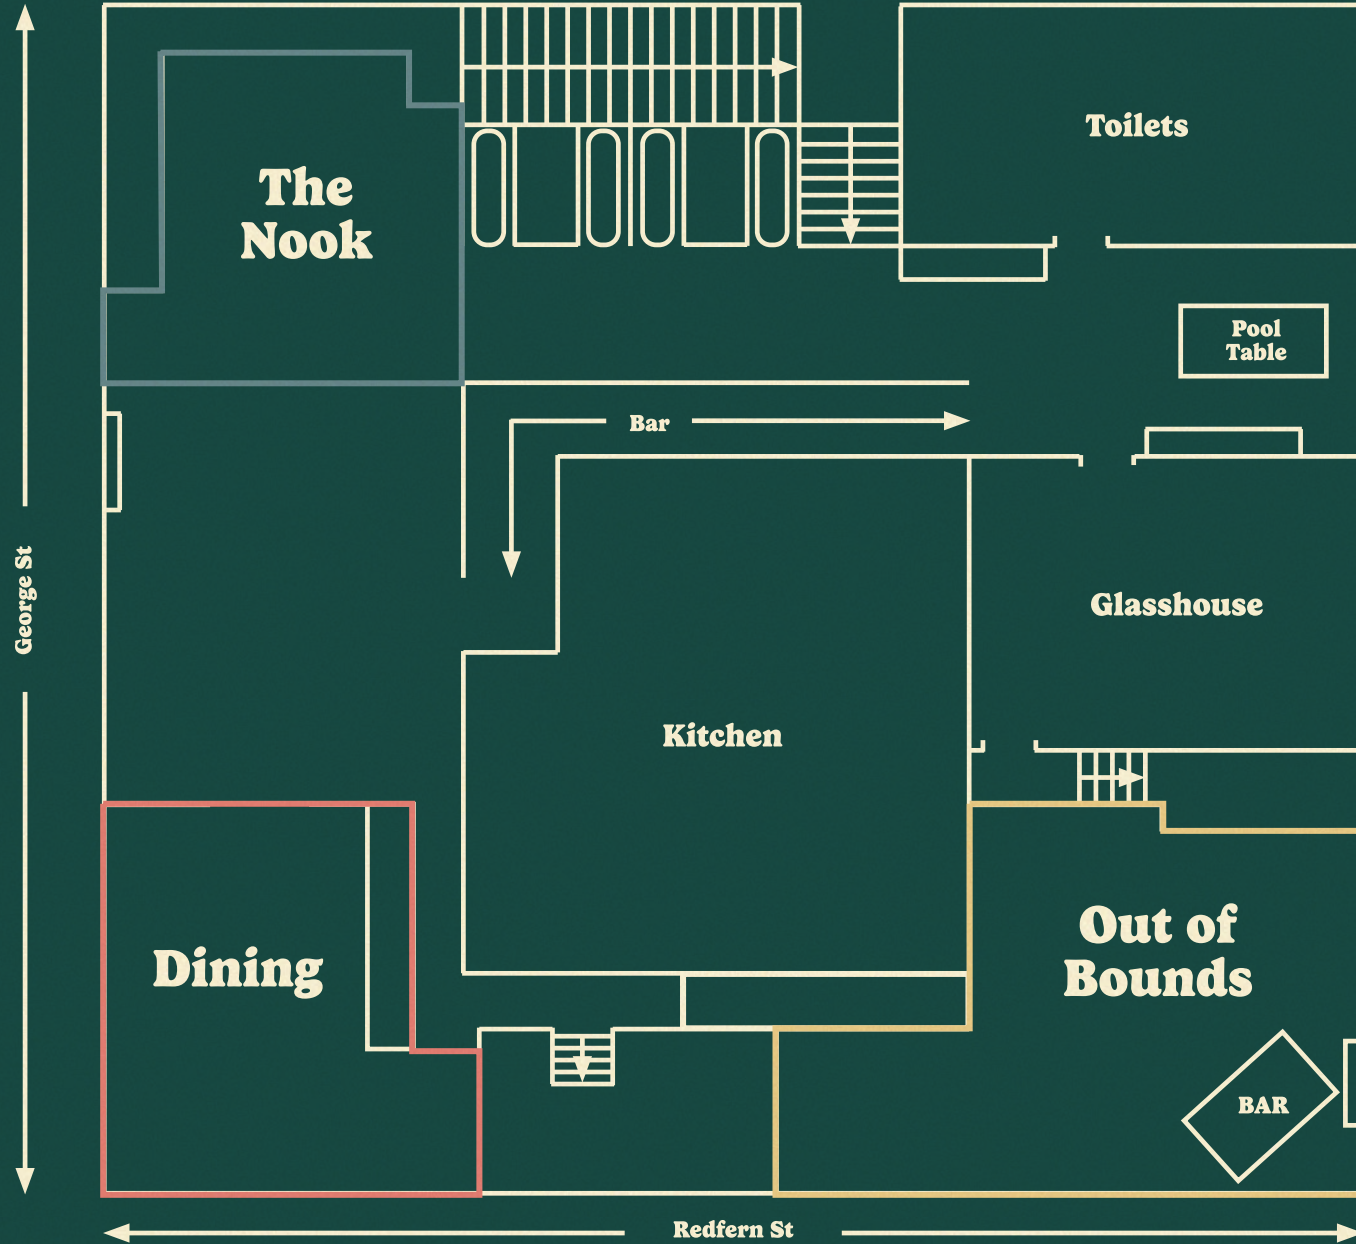 Toilets
The
Nook
Pool
Table
Bar
George St
Glasshouse
Kitchen
Out of
Bounds
Dining
BAR
Redfern St